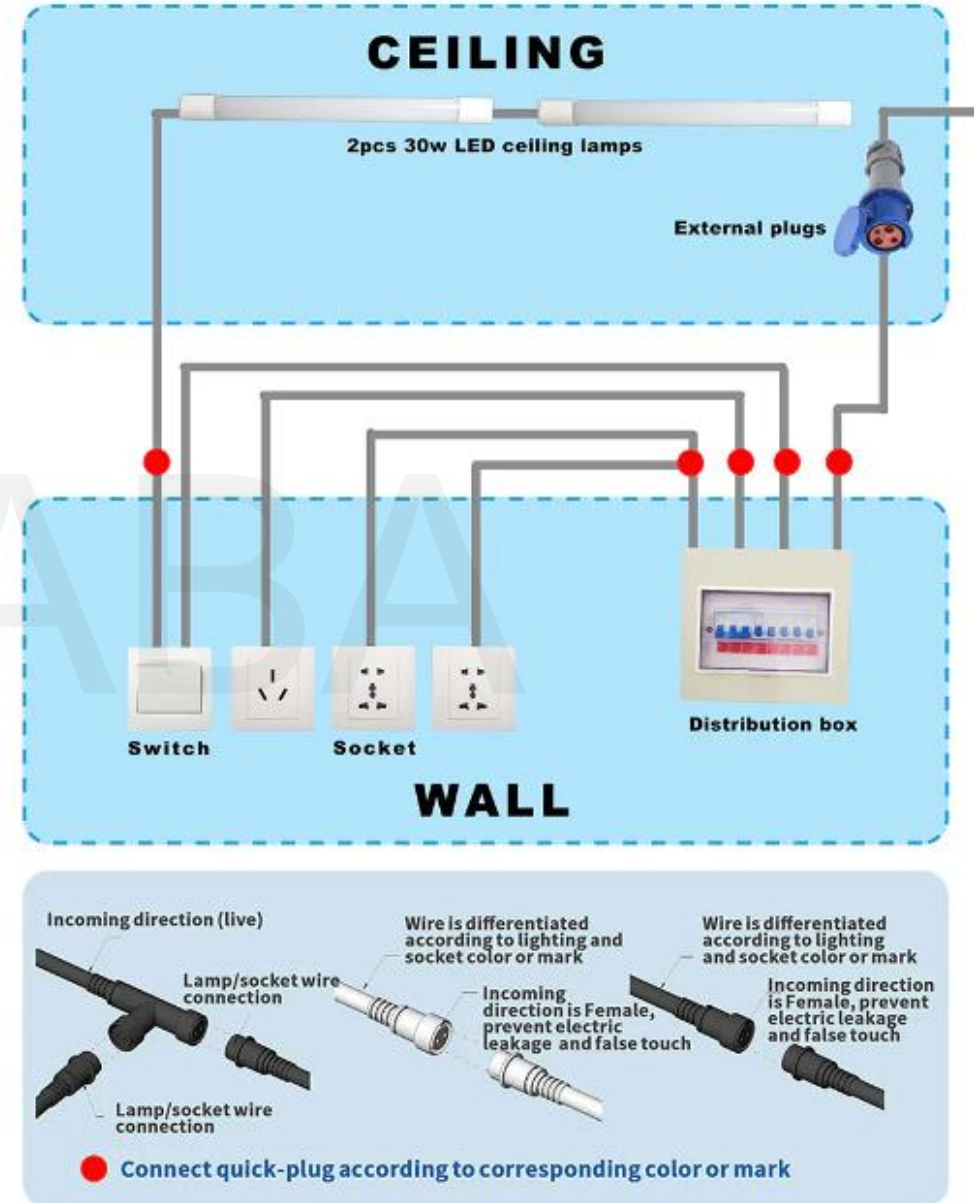 CEILING
2pcs 30w LED ceiling lamps
External plugs
ABA
Switch
Socket
Distribution box
WALL
Incoming direction (live)
Lamp/socket wire
connection
Lamp/socket wire
connection
Wire is differentiated
according to lighting and
socket color or mark
Incoming
direction is Female,
prevent electric
leakage and false touch
Wire is differentiated
according to lighting
and socket color or mark
Incoming direction
is Female, prevent
electric leakage
and false touch
Connect quick-plug according to corresponding color or mark